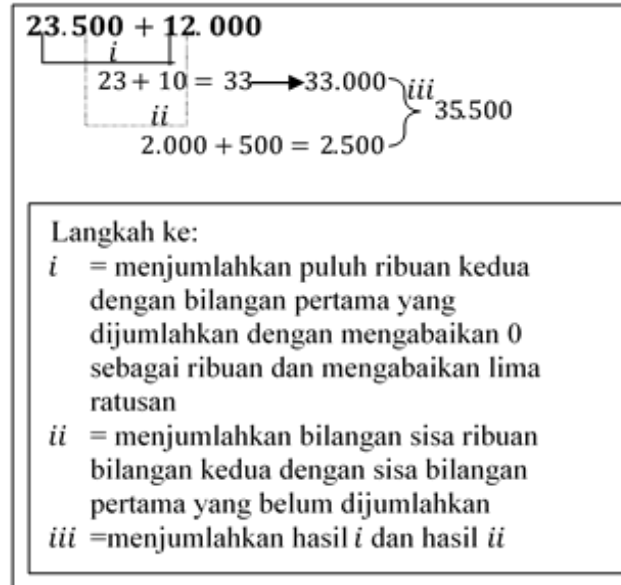 23.500 + 12.000
i
23 + 10 = 33→33.000
iii
35.500
ii
2.000 + 500 = 2.500
Langkah ke:
i = menjumlahkan puluh ribuan kedua
dengan bilangan pertama yang
dijumlahkan dengan mengabaikan 0
sebagai ribuan dan mengabaikan lima
ratusan
ii = menjumlahkan bilangan sisa ribuan
bilangan kedua dengan sisa bilangan
pertama yang belum dijumlahkan
iii =menjumlahkan hasil i dan hasil ii